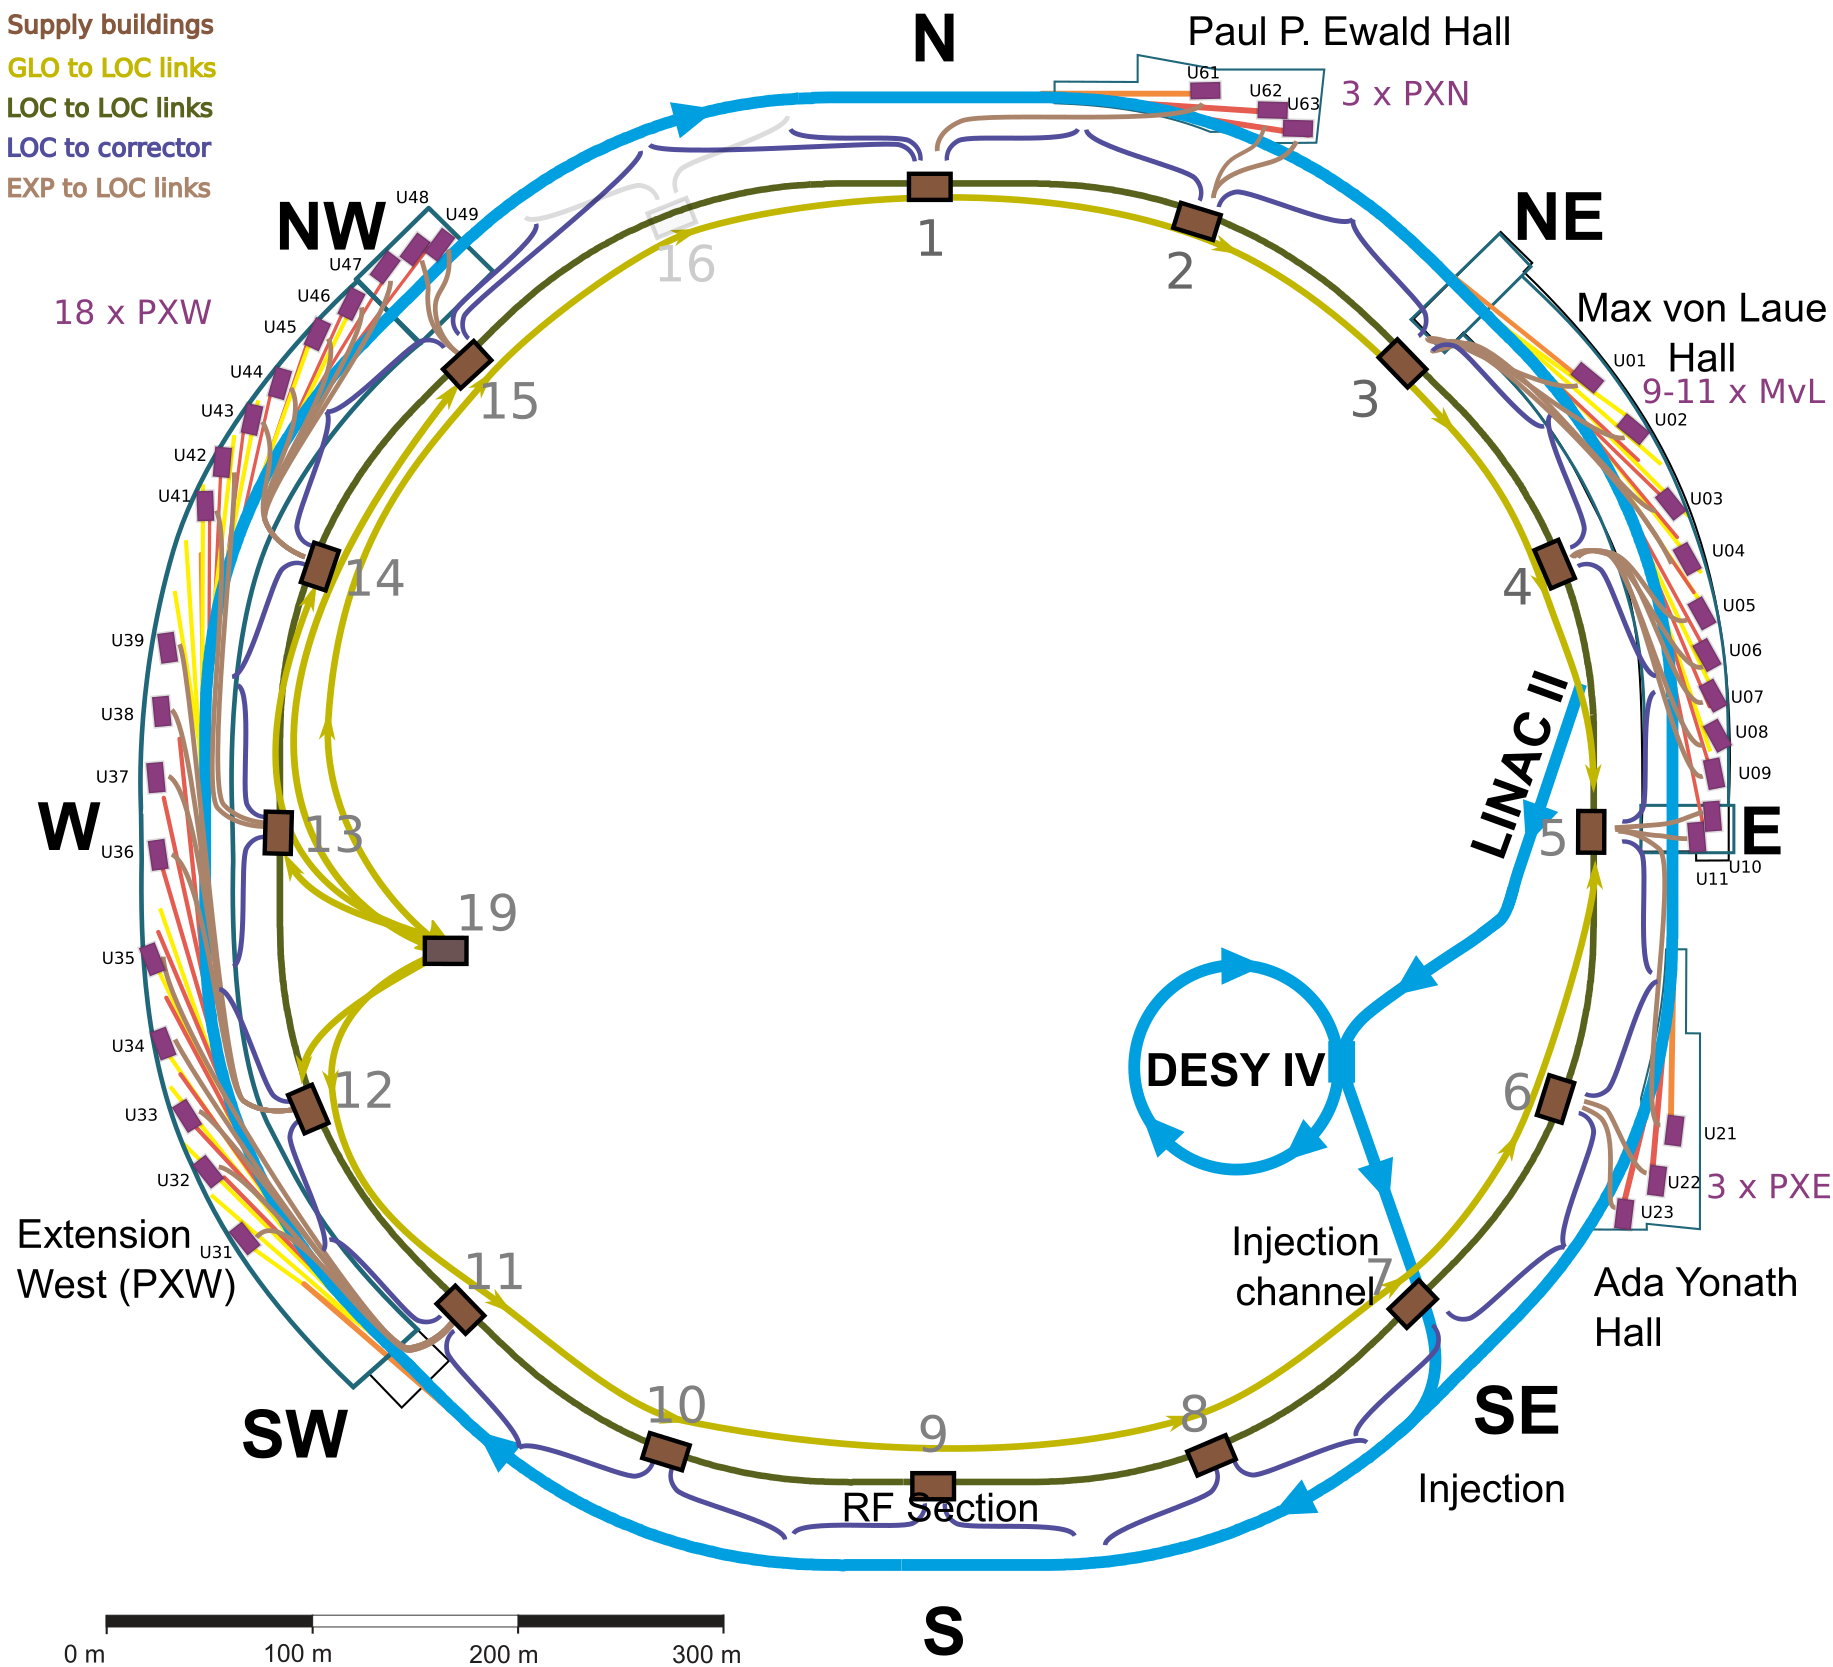 Supply buildings
GLO to LOC links
LOC to LOC links
LOC to corrector
EXP to LOC links
N
Paul P. Ewald Hall
U61
U62
U63
3 x PXN
NW
U48
U49
U47
U46
U45
U44
U43
U42
U41
18 x PXW
16
1
2
NE
Max von Laue
Hall
U01
9-11 x MvL
U02
U03
U04
U05
U06
U07
U08
U09
15
3
14
4
U39
U38
U37
U36
W
13
LINAC II
5
E
U10
U11
19
U35
U34
U33
U32
U31
12
DESY IV
6
U21
U22
U23
3 x PXE
Extension
West (PXW)
11
Injection
channel
7
Ada Yonath
Hall
SW
10
9
8
SE
RF Section
Injection
S
0 m
100 m
200 m
300 m